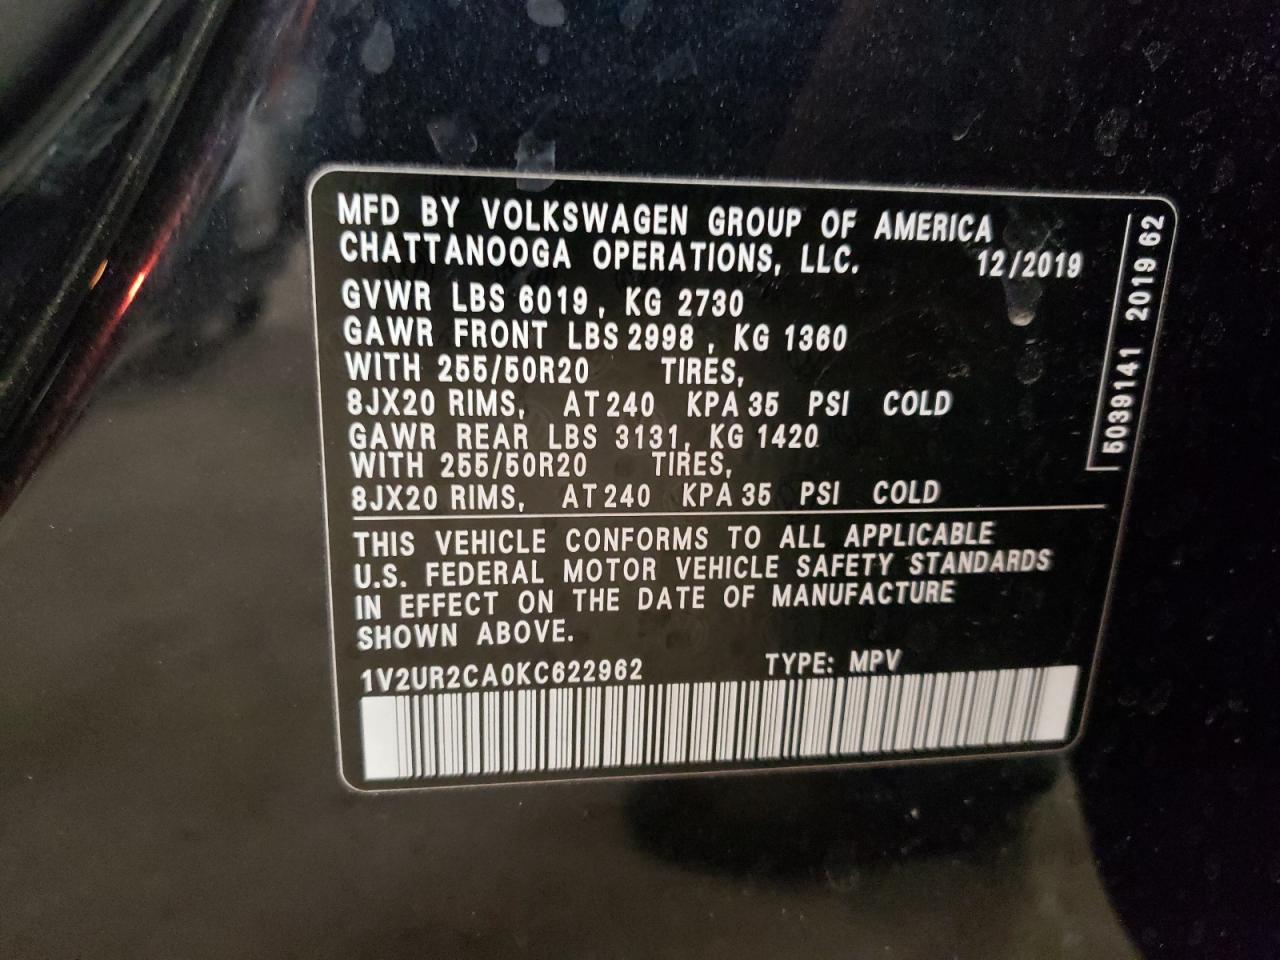 MFD BY VOLKSWAGEN GROUP OF AMERICA
CHATTANOOGA OPERATIONS, LLC. 12/2019
GVWR LBS 6019, KG 2730
GAWR FRONT LBS 2998, KG 1360
WITH 255/50R20 TIRES,
8JX20 RIMS, AT 240 KPA 35 PSI COLD
GAWR REAR LBS 3131, KG 1420
WITH 255/50R20 TIRES,
8JX20 RIMS, AT 240 KPA 35 PSI COLD
THIS VEHICLE CONFORMS TO ALL APPLICABLE
U.S. FEDERAL MOTOR VEHICLE SAFETY STANDARDS
IN EFFECT ON THE DATE OF MANUFACTURE
SHOWN ABOVE.
1V2UR2CA0KC622962 TYPE: MPV
5039141 2019 62